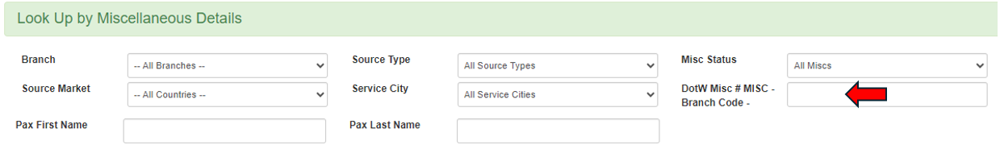 Look Up by Miscellaneous Details
Branch
-- All Branches --
Source Type
All Source Types
Misc Status
All Miscs
Source Market
-- All Countries --
Service City
All Service Cities
DotW Misc # MISC -
Branch Code -
Pax First Name
Pax Last Name